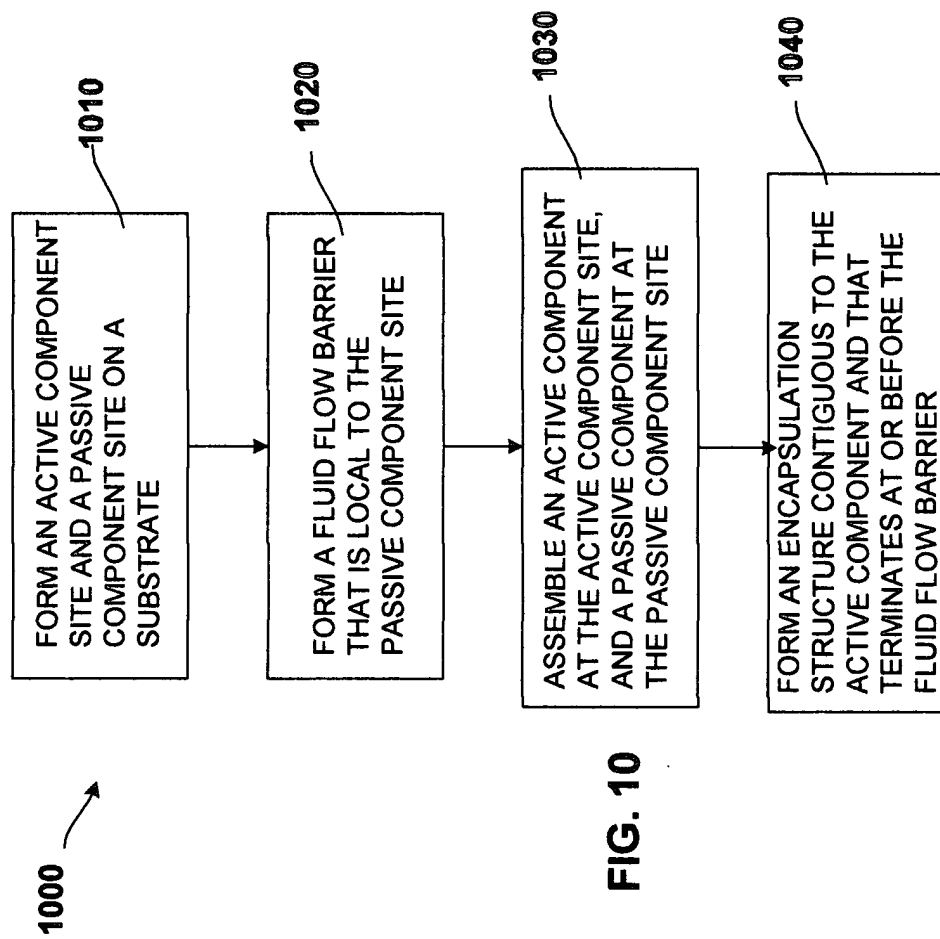 1000
FORM AN ACTIVE COMPONENT
SITE AND A PASSIVE
COMPONENT SITE ON A
SUBSTRATE
1010
FORM A FLUID FLOW BARRIER
THAT IS LOCAL TO THE
PASSIVE COMPONENT SITE
1020
ASSEMBLE AN ACTIVE COMPONENT
AT THE ACTIVE COMPONENT SITE,
AND A PASSIVE COMPONENT AT
THE PASSIVE COMPONENT SITE
1030
FORM AN ENCAPSULATION
STRUCTURE CONTIGUOUS TO THE
ACTIVE COMPONENT AND THAT
TERMINATES AT OR BEFORE THE
FLUID FLOW BARRIER
1040
FIG. 10